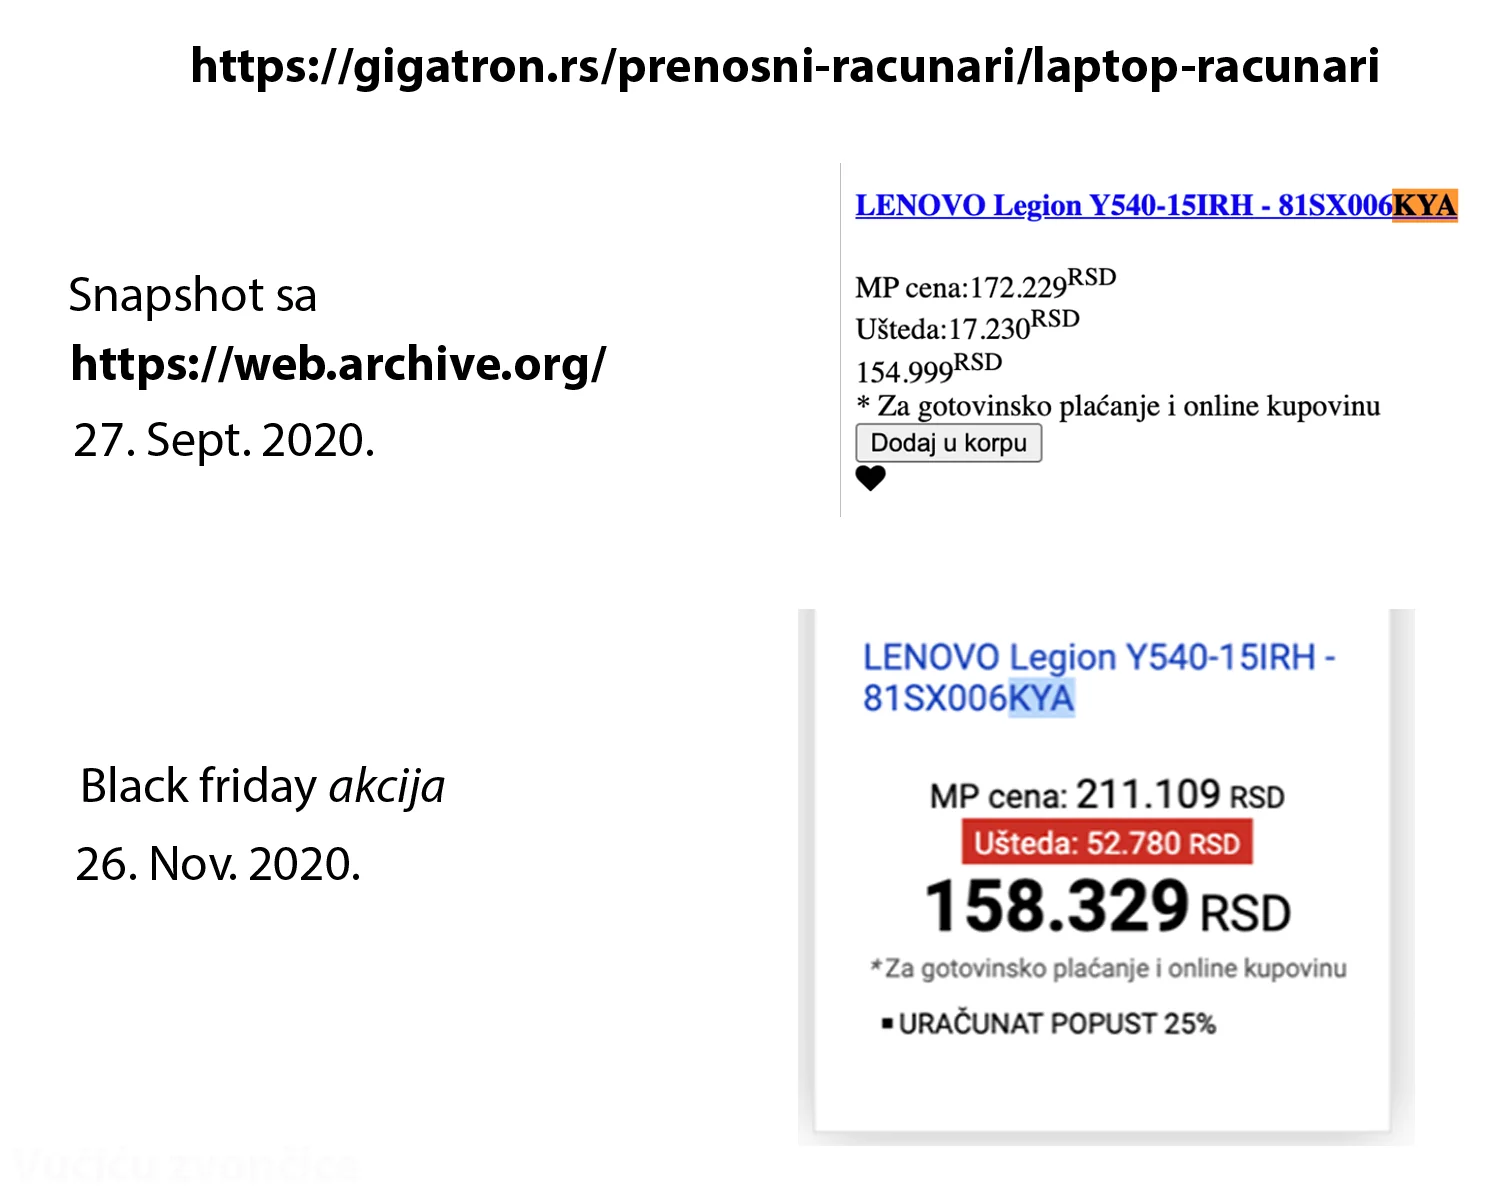 https://gigatron.rs/prenosni-racunari/laptop-racunari
LENOVO Legion Y540-15IRH - 81SX006KYA
Snapshot sa
https://web.archive.org/
27. Sept. 2020.
MP cena:172.229RSD
Ušteda:17.230RSD
154.999RSD
* Za gotovinsko plaćanje i online kupovinu
Dodaj u korpu
LENOVO Legion Y540-15IRH -
81SX006KYA
Black friday akcija
26. Nov. 2020.
MP cena: 211.109 RSD
Ušteda: 52.780 RSD
158.329 RSD
*Za gotovinsko plaćanje i online kupovinu
▪ URAČUNAT POPUST 25%
Vučiću zvončica